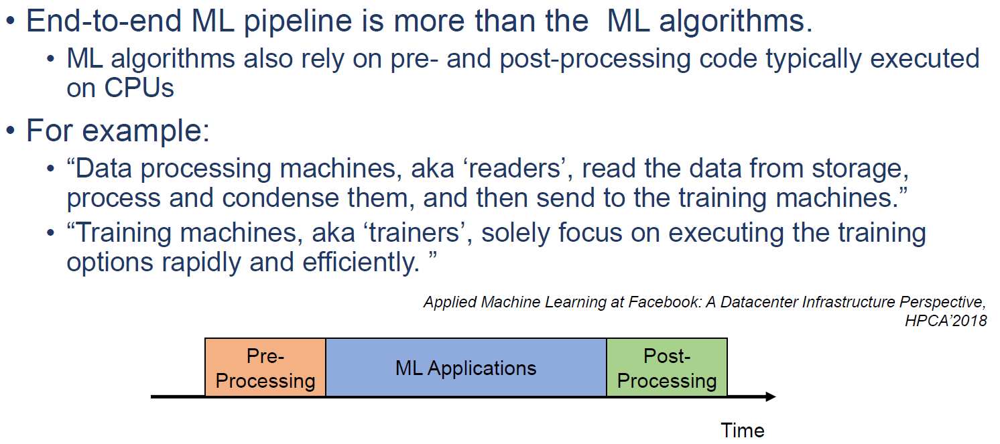 • End-to-end ML pipeline is more than the  ML algorithms.
• ML algorithms also rely on pre- and post-processing code typically executed
on CPUs
• For example:
• “Data processing machines, aka ‘readers’, read the data from storage,
process and condense them, and then send to the training machines.”
• “Training machines, aka ‘trainers’, solely focus on executing the training
options rapidly and efficiently. ”
Applied Machine Learning at Facebook: A Datacenter Infrastructure Perspective,
HPCA’2018
Pre-
Processing
ML Applications
Post-
Processing
Time